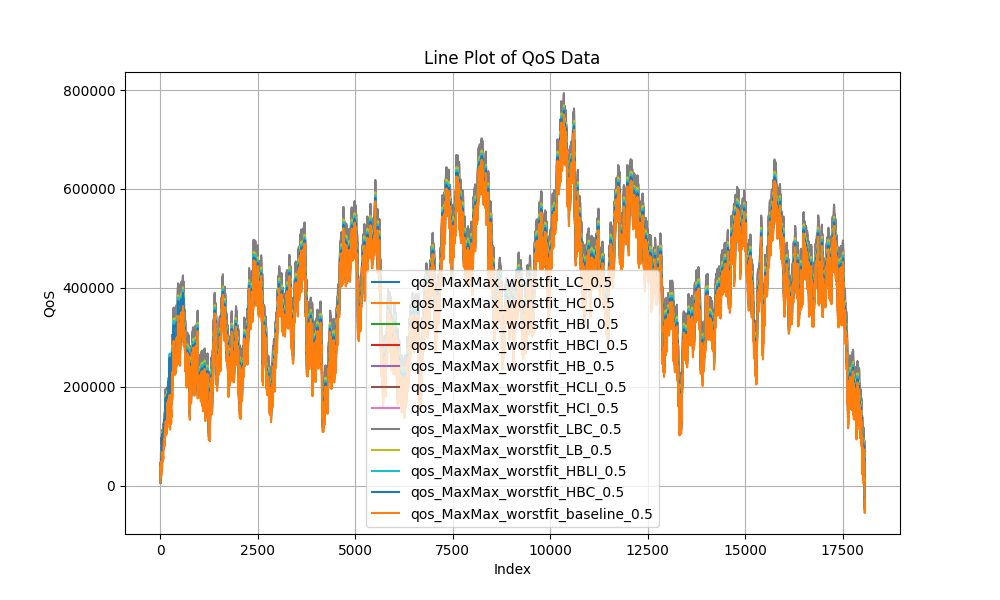 Line Plot of QoS Data
800000
600000
400000
200000
0
QoS
qos_MaxMax_worstfit_LC_0.5
qos_MaxMax_worstfit_HC_0.5
qos_MaxMax_worstfit_HBI_0.5
qos_MaxMax_worstfit_HBCI_0.5
qos_MaxMax_worstfit_HB_0.5
qos_MaxMax_worstfit_HCLI_0.5
qos_MaxMax_worstfit_HCI_0.5
qos_MaxMax_worstfit_LBC_0.5
qos_MaxMax_worstfit_LB_0.5
qos_MaxMax_worstfit_HBLI_0.5
qos_MaxMax_worstfit_HBC_0.5
qos_MaxMax_worstfit_baseline_0.5
0 2500 5000 7500 10000 12500 15000 17500
Index